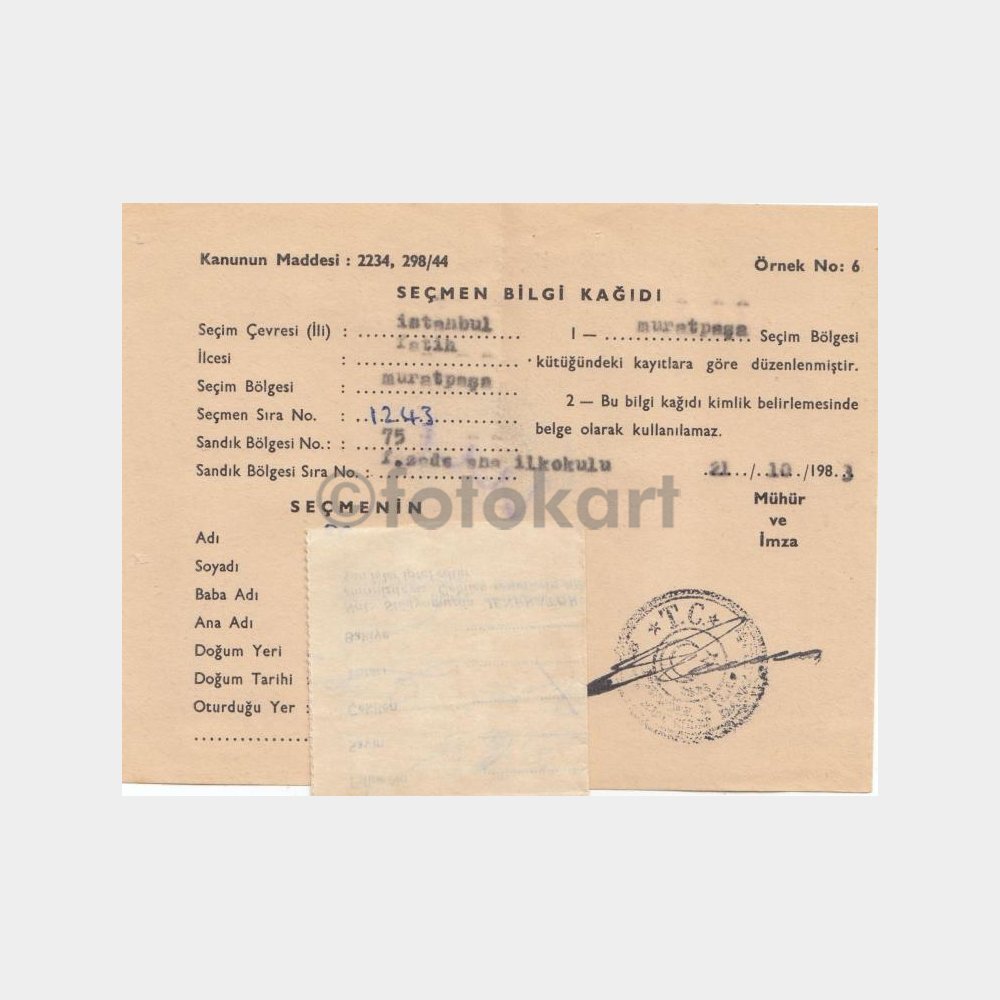 Kanunun Maddesi : 2234, 298/44
Örnek No: 6
SEÇMEN BİLGİ KAĞIDI
Seçim Çevresi (İli) : istanbul
İlcesi : fatih
Seçim Bölgesi : muratpaşa
Seçmen Sıra No. : 1243
Sandık Bölgesi No.: : 75
Sandık Bölgesi Sıra No. : ilkokulu
1 — muratpaşa Seçim Bölgesi
kütüğündeki kayıtlara göre düzenlenmiştir.
2 — Bu bilgi kağıdı kimlik belirlemesinde
belge olarak kullanılamaz.
21../.10./198.3
Mühür
ve
İmza
SEÇMENİN
Adı
Soyadı
Baba Adı
Ana Adı
Doğum Yeri
Doğum Tarihi :
Oturduğu Yer :
T.C.
©fotokart